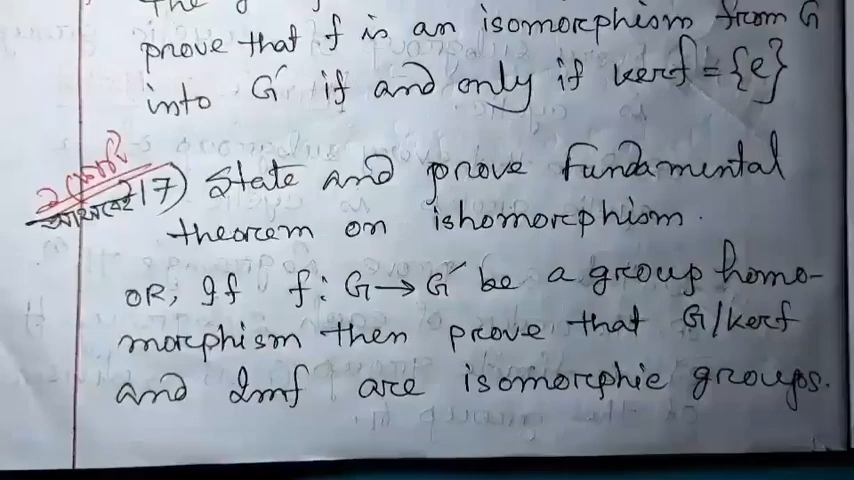 prove that f is an isomorphism from G
into G′ if and only if kerf = {e}
17) State and prove fundamental
theorem on ishomorphism.
OR, If f: G→G′ be a group homo-
morphism then prove that G/kerf
and Imf are isomorphic groups.